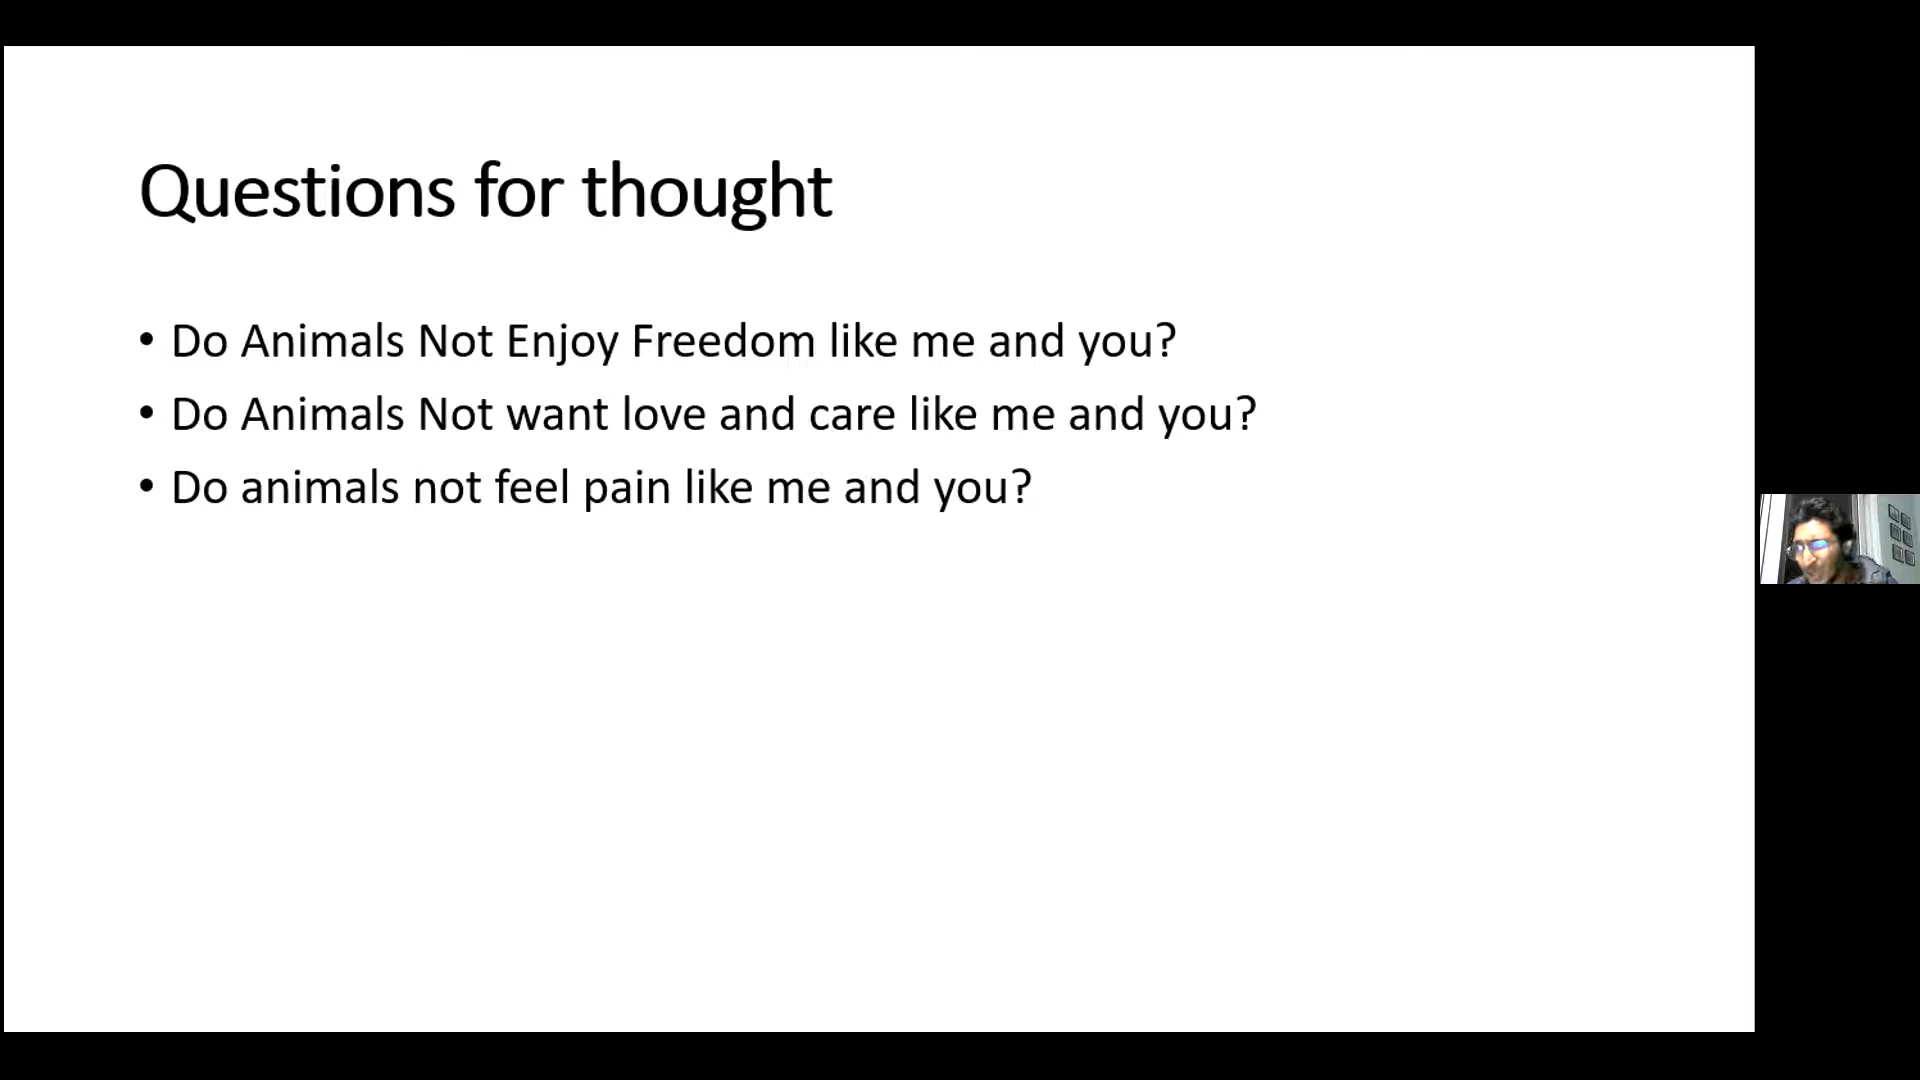 Questions for thought
• Do Animals Not Enjoy Freedom like me and you?
• Do Animals Not want love and care like me and you?
• Do animals not feel pain like me and you?